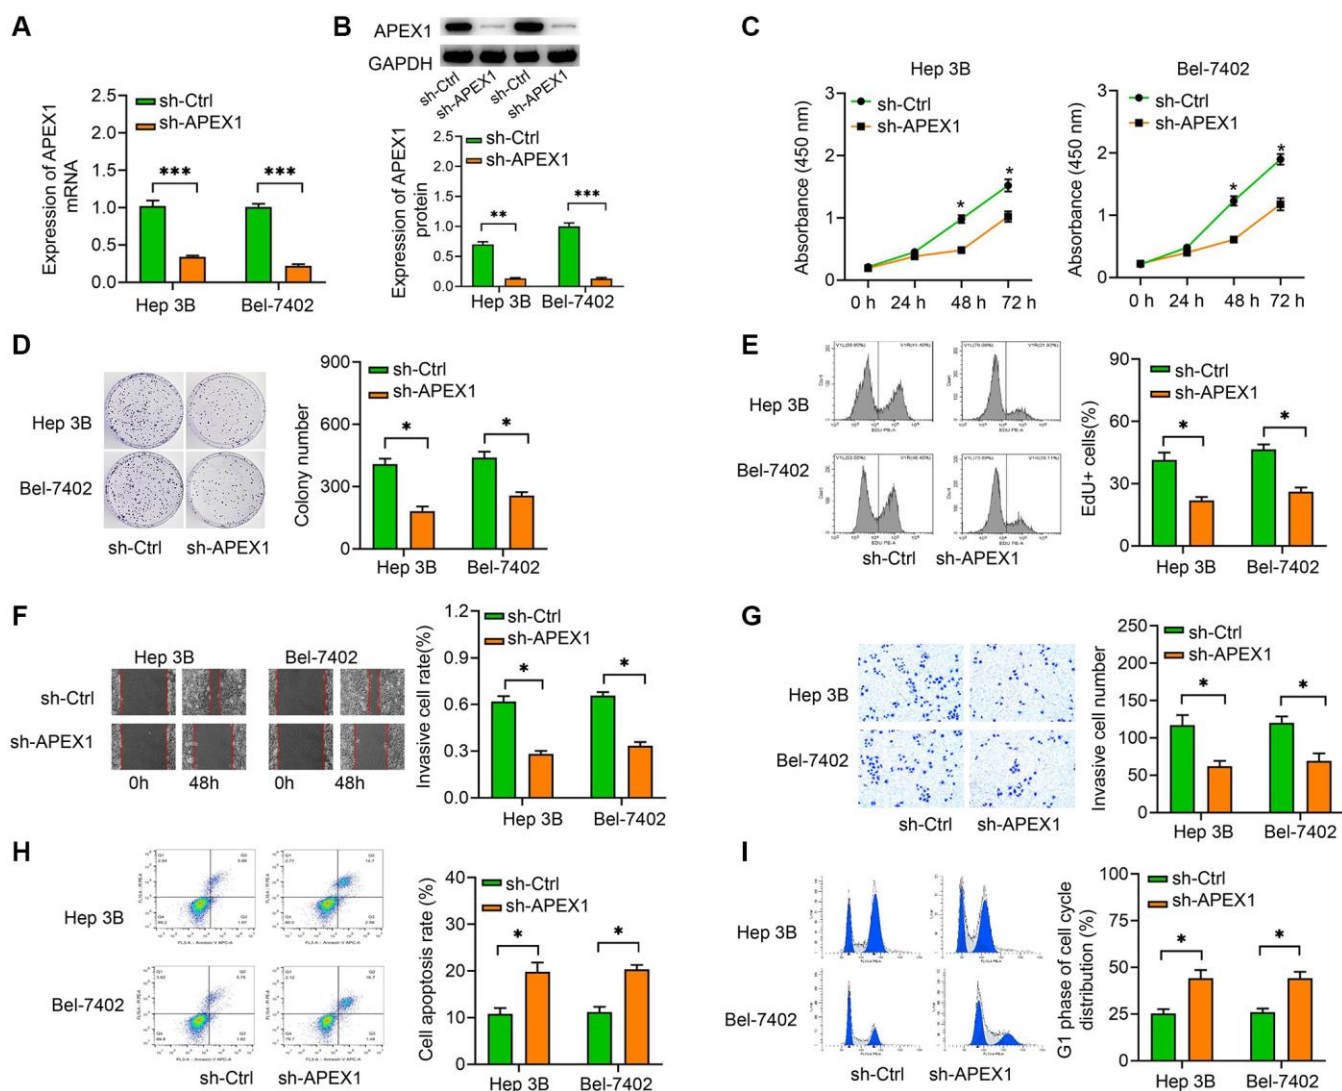 A
Expression of APEX1
mRNA
2.5
2.0
1.5
1.0
0.5
0.0
sh-Ctrl
sh-APEX1
***
***
Hep 3B
Bel-7402
B
APEX1
GAPDH
sh-Ctrl
sh-APEX1
sh-Ctrl
sh-APEX1
Expression of APEX1
protein
2.5
2.0
1.5
1.0
0.5
0.0
sh-Ctrl
sh-APEX1
**
***
Hep 3B
Bel-7402
C
Hep 3B
Absorbance (450 nm)
3
2
1
0
sh-Ctrl
sh-APEX1
*
*
0 h
24 h
48 h
72 h
Bel-7402
Absorbance (450 nm)
3
2
1
0
sh-Ctrl
sh-APEX1
*
*
0 h
24 h
48 h
72 h
D
Hep 3B
Bel-7402
sh-Ctrl
sh-APEX1
Colony number
900
600
300
0
sh-Ctrl
sh-APEX1
*
*
Hep 3B
Bel-7402
E
Hep 3B
Bel-7402
EDU PE-A
EDU PE-A
EDU PE-A
EDU PE-A
sh-Ctrl
sh-APEX1
EdU+ cells(%)
90
60
30
0
sh-Ctrl
sh-APEX1
*
*
Hep 3B
Bel-7402
F
Hep 3B
Bel-7402
sh-Ctrl
sh-APEX1
0h
48h
0h
48h
Invasive cell rate(%)
1.2
0.9
0.6
0.3
0.0
sh-Ctrl
sh-APEX1
*
*
Hep 3B
Bel-7402
G
Hep 3B
Bel-7402
sh-Ctrl
sh-APEX1
Invasive cell number
250
200
150
100
50
0
sh-Ctrl
sh-APEX1
*
*
Hep 3B
Bel-7402
H
Hep 3B
Bel-7402
sh-Ctrl
sh-APEX1
Cell apoptosis rate (%)
40
30
20
10
0
sh-Ctrl
sh-APEX1
*
*
Hep 3B
Bel-7402
I
Hep 3B
Bel-7402
sh-Ctrl
sh-APEX1
G1 phase of cell cycle
distribution (%)
100
75
50
25
0
sh-Ctrl
sh-APEX1
*
*
Hep 3B
Bel-7402